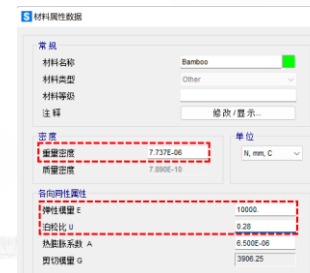 S 材料属性数据
常规
材料名称 Bamboo
材料类型 Other
材料等级
注释 修改/显示...
密度
重量密度 7.737E-06
质量密度 7.890E-10
单位
N, mm, C
各向同性属性
弹性模量 E 10000.
泊松比 U 0.28
热膨胀系数 A 6.500E-06
剪切模量 G 3906.25